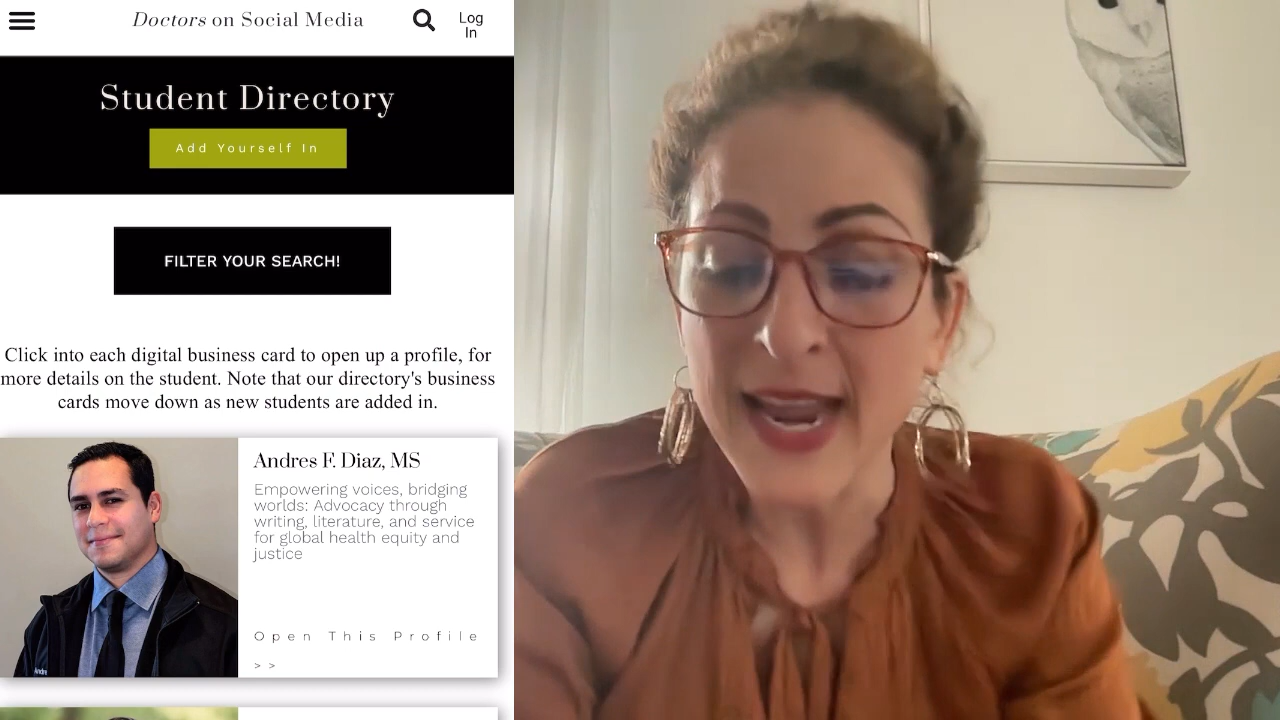 Doctors on Social Media
Log
In
Student Directory
Add Yourself In
FILTER YOUR SEARCH!
Click into each digital business card to open up a profile, for
more details on the student. Note that our directory's business
cards move down as new students are added in.
Andres F. Diaz, MS
Empowering voices, bridging
worlds: Advocacy through
writing, literature, and service
for global health equity and
justice
Open This Profile
> >
Andre